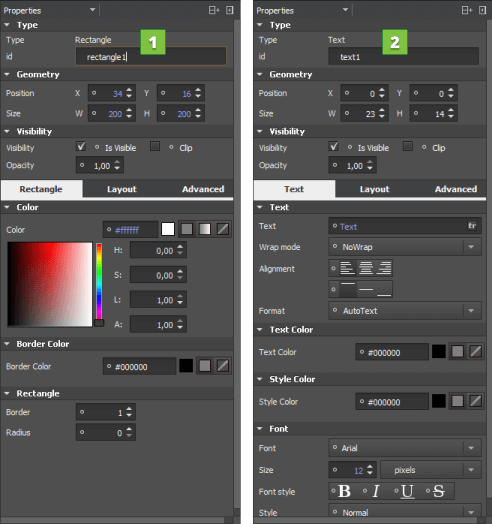 Properties
Type
1
Type Rectangle
id rectangle1
Geometry
Position X 34 Y 16
Size W 200 H 200
Visibility
Visibility Is Visible Clip
Opacity 1,00
Rectangle Layout Advanced
Color
Color #ffffff
H: 0,00
S: 0,00
L: 1,00
A: 1,00
Border Color
Border Color #000000
Rectangle
Border 1
Radius 0
Properties
Type
2
Type Text
id text1
Geometry
Position X 0 Y 0
Size W 23 H 14
Visibility
Visibility Is Visible Clip
Opacity 1,00
Text Layout Advanced
Text
Text Text tr
Wrap mode NoWrap
Alignment
Format AutoText
Text Color
Text Color #000000
Style Color
Style Color #000000
Font
Font Arial
Size 12 pixels
Font style B I U S
Style Normal